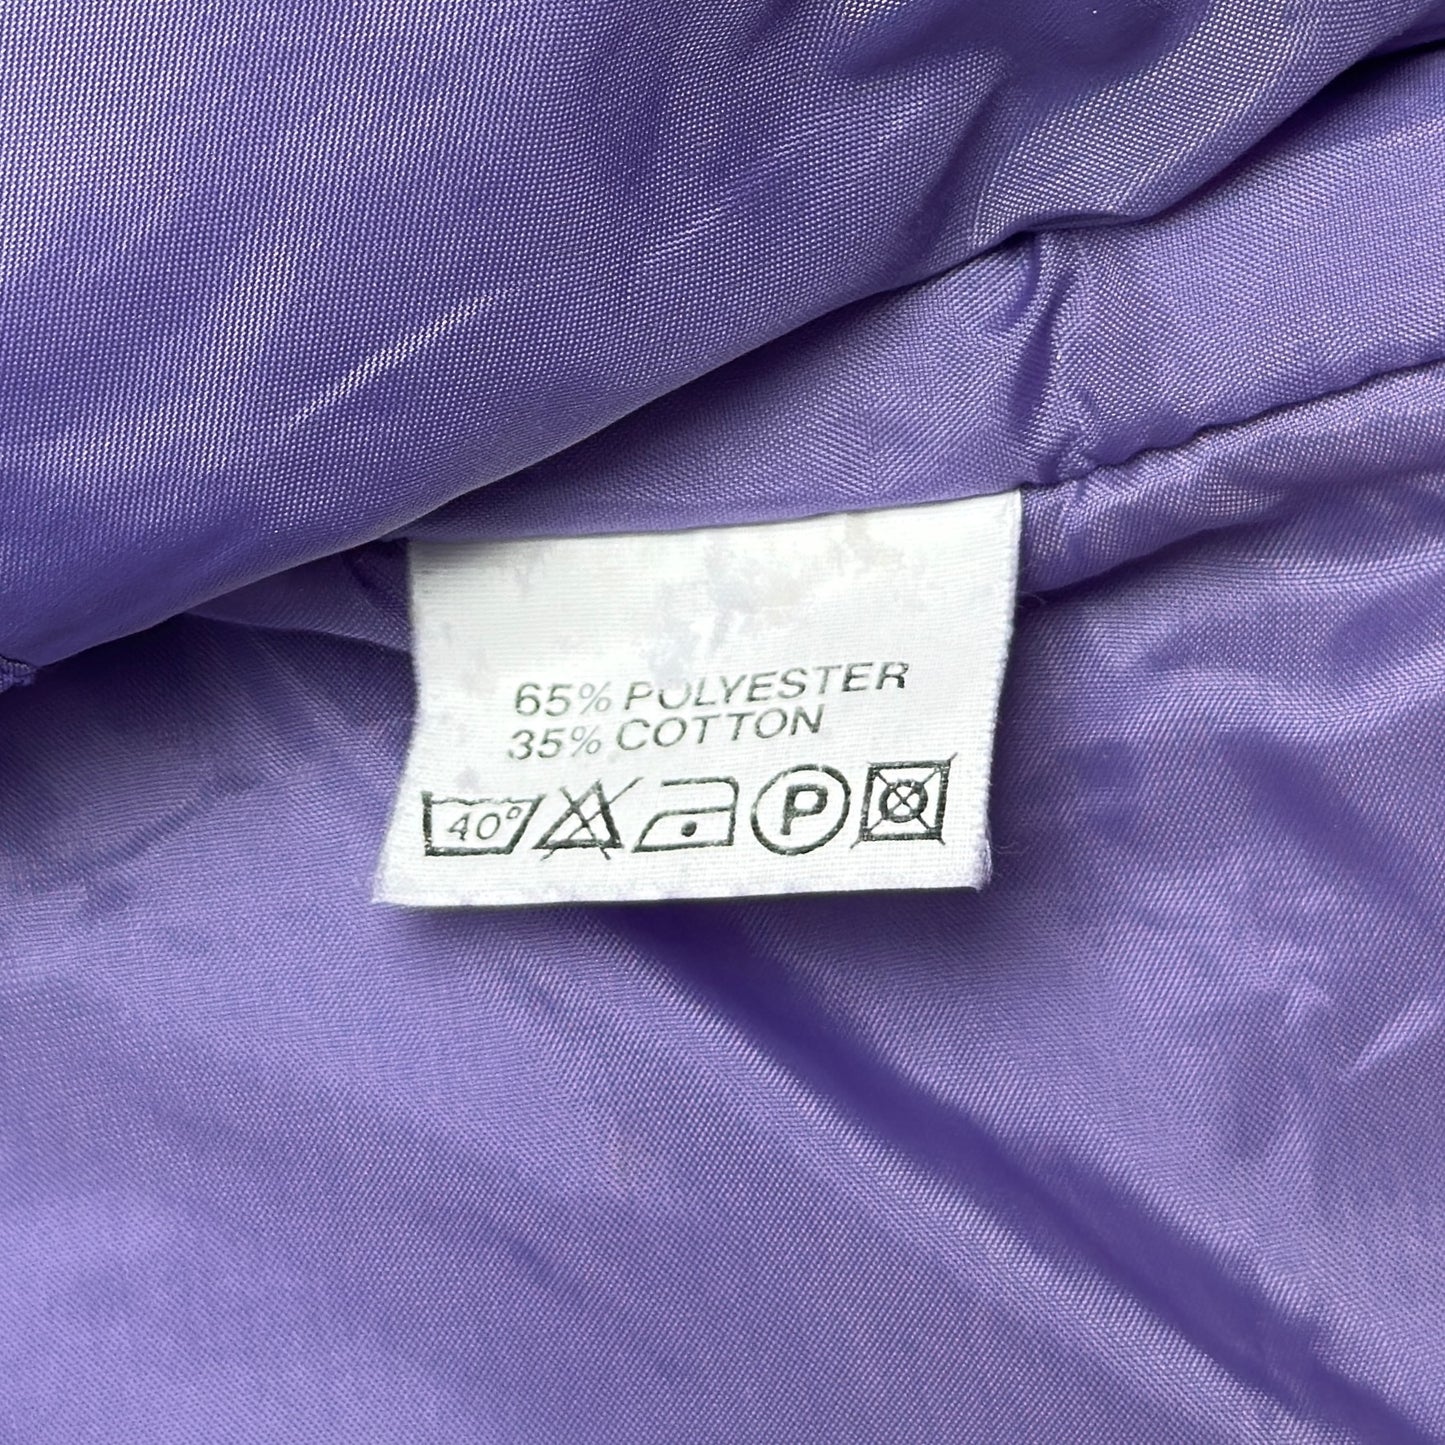 65% POLYESTER
35% COTTON
40° P